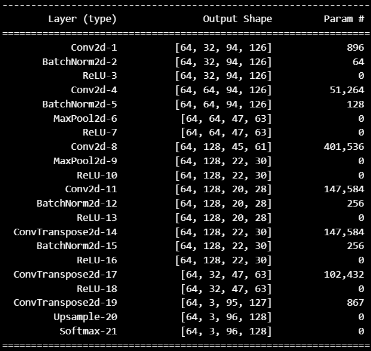 ----------------------------------------------------------------
Layer (type) Output Shape Param #
================================================================
Conv2d-1 [64, 32, 94, 126] 896
BatchNorm2d-2 [64, 32, 94, 126] 64
ReLU-3 [64, 32, 94, 126] 0
Conv2d-4 [64, 64, 94, 126] 51,264
BatchNorm2d-5 [64, 64, 94, 126] 128
MaxPool2d-6 [64, 64, 47, 63] 0
ReLU-7 [64, 64, 47, 63] 0
Conv2d-8 [64, 128, 45, 61] 401,536
MaxPool2d-9 [64, 128, 22, 30] 0
ReLU-10 [64, 128, 22, 30] 0
Conv2d-11 [64, 128, 20, 28] 147,584
BatchNorm2d-12 [64, 128, 20, 28] 256
ReLU-13 [64, 128, 20, 28] 0
ConvTranspose2d-14 [64, 128, 22, 30] 147,584
BatchNorm2d-15 [64, 128, 22, 30] 256
ReLU-16 [64, 128, 22, 30] 0
ConvTranspose2d-17 [64, 32, 47, 63] 102,432
ReLU-18 [64, 32, 47, 63] 0
ConvTranspose2d-19 [64, 3, 95, 127] 867
Upsample-20 [64, 3, 96, 128] 0
Softmax-21 [64, 3, 96, 128] 0
================================================================